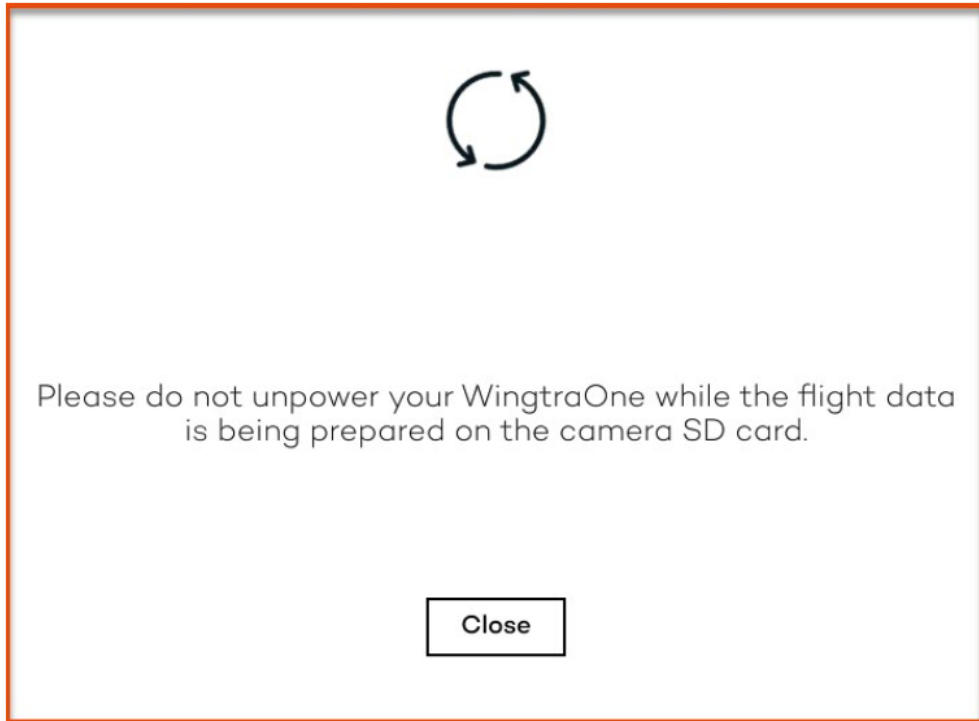 Please do not unpower your WingtraOne while the flight data
is being prepared on the camera SD card.
Close